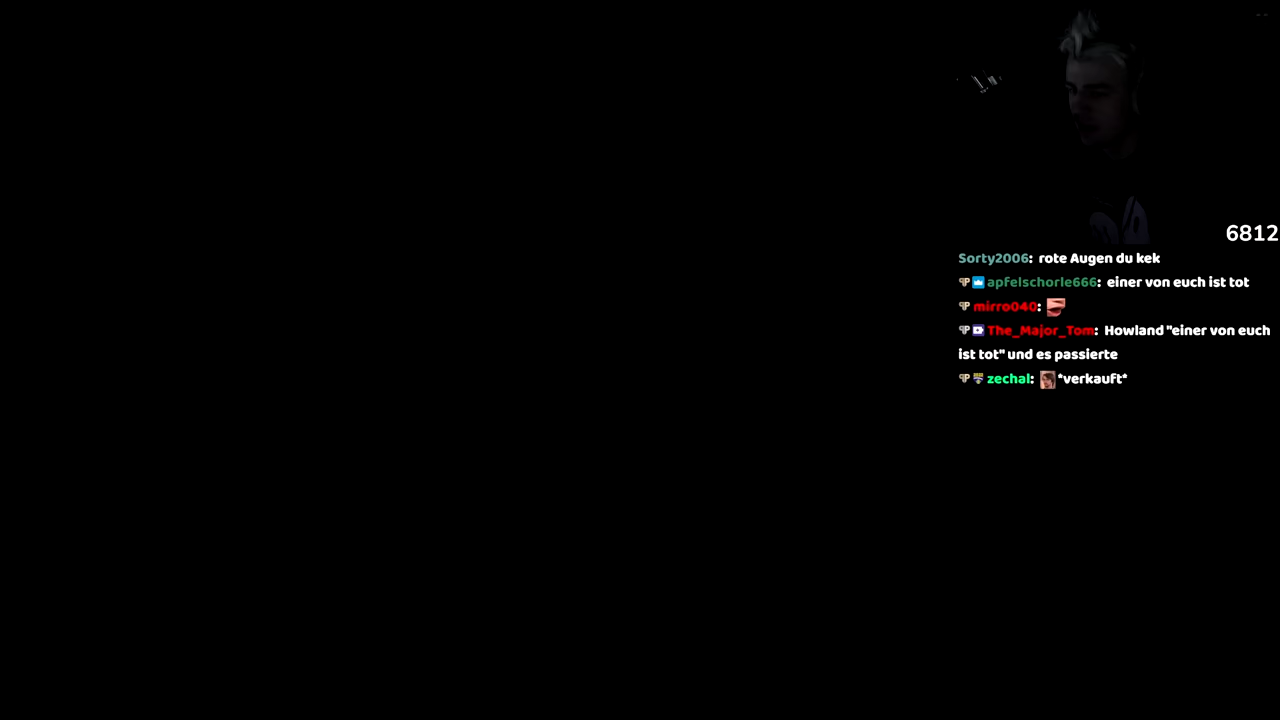 6812
Sorty2006: rote Augen du kek
apfelschorle666: einer von euch ist tot
mirro040:
The_Major_Tom: Howland "einer von euch
ist tot" und es passierte
zechal: *verkauft*